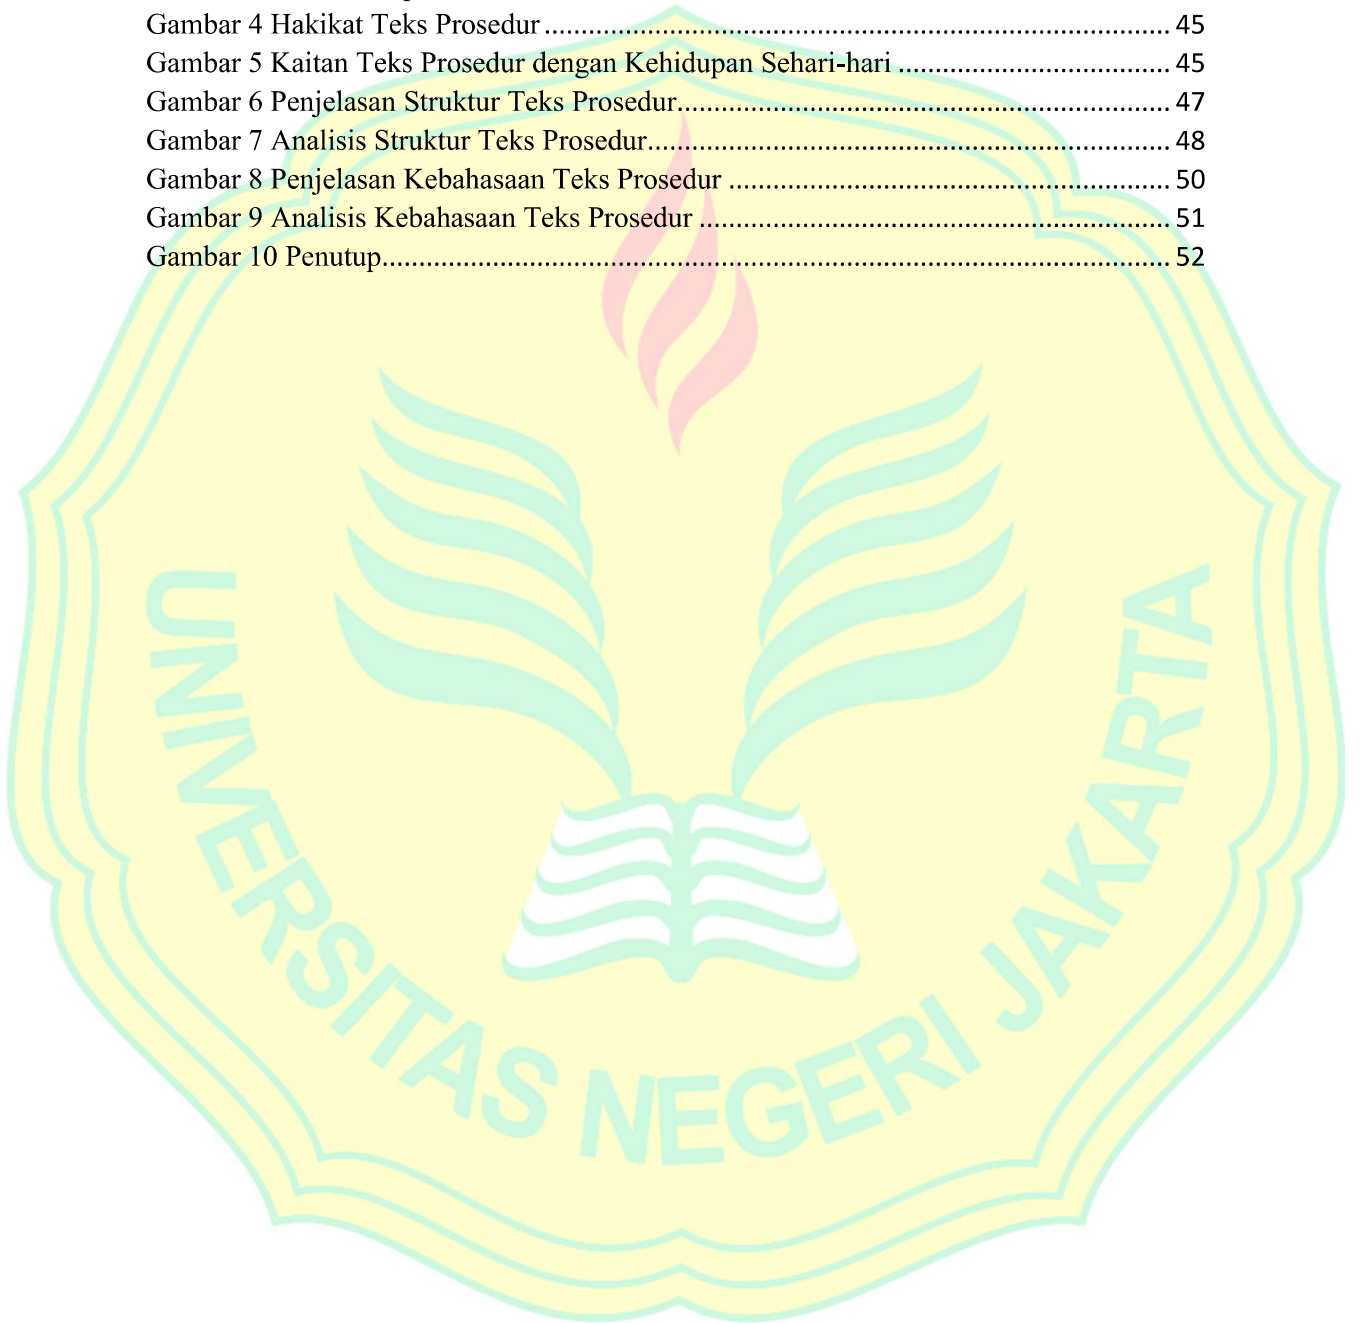 Gambar 4 Hakikat Teks Prosedur ........................................................................................ 45
Gambar 5 Kaitan Teks Prosedur dengan Kehidupan Sehari-hari ..................................... 45
Gambar 6 Penjelasan Struktur Teks Prosedur................................................................... 47
Gambar 7 Analisis Struktur Teks Prosedur....................................................................... 48
Gambar 8 Penjelasan Kebahasaan Teks Prosedur ............................................................ 50
Gambar 9 Analisis Kebahasaan Teks Prosedur ................................................................ 51
Gambar 10 Penutup........................................................................................................... 52
UNIVERSITAS NEGERI JAKARTA